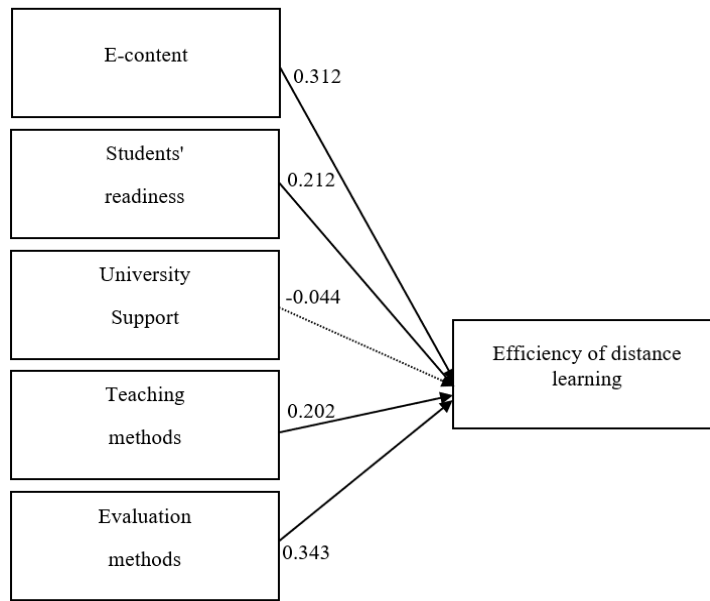 E-content
0.312
Students'
readiness
0.212
University
Support
-0.044
Teaching
methods
0.202
Evaluation
methods
0.343
Efficiency of distance
learning